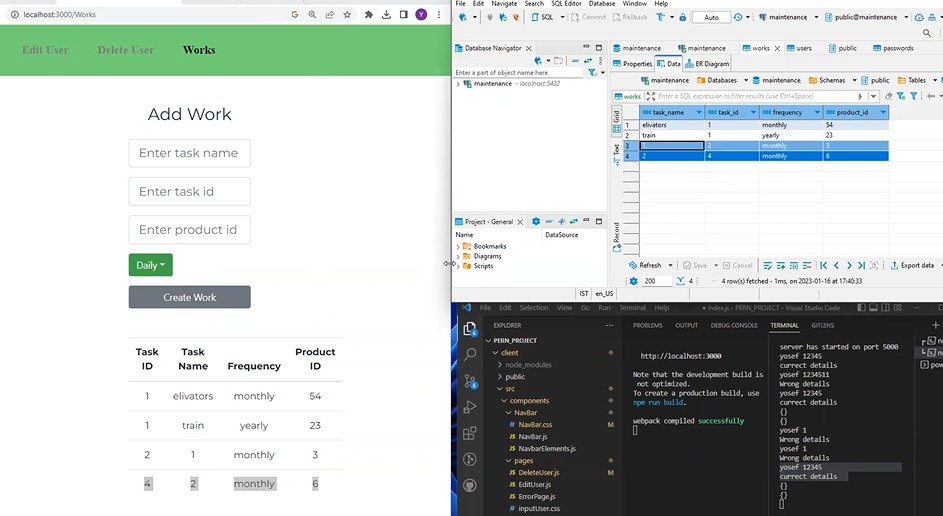 localhost:3000/Works
Edit User Delete User Works
Add Work
Enter task name
Enter task id
Enter product id
Daily
Create Work
Task ID Task Name Frequency Product ID
1 elivators monthly 54
1 train yearly 23
2 1 monthly 3
4 2 monthly 6
File Edit Navigate Search SQL Editor Database Window Help
SQL Commit Rollback Auto maintenance public@maintenance
Database Navigator
Enter a part of object name here
maintenance - localhost:5432
Project - General
Name DataSource
Bookmarks
Diagrams
Scripts
maintenance maintenance works users public passwords
Properties Data ER Diagram
maintenance Databases maintenance Schemas public Tables
works Enter a SQL expression to filter results (use Ctrl+Space)
Grid
Text
Record
task_name task_id frequency product_id
1 elivators 1 monthly 54
2 train 1 yearly 23
3 1 2 monthly 3
4 2 4 monthly 6
Refresh Save Cancel Export data
200 4 4 row(s) fetched - 1ms, on 2023-01-16 at 17:40:33
IST en_US
File Edit Selection View Go Run Terminal Help • index.js - PERN_PROJECT - Visual Studio Code
EXPLORER
PERN_PROJECT
client
node_modules
public
src
components
NavBar
NavBar.css M
NavBar.js
NavbarElements.js
pages
DeleteUser.js M
EditUser.js
ErrorPage.js
inputUser.css
PROBLEMS OUTPUT DEBUG CONSOLE TERMINAL GITLENS
http://localhost:3000
Note that the development build is
not optimized.
To create a production build, use
npm run build.
webpack compiled successfully
server has started on port 5000
yosef 12345
currect details
yosef 1234511
Wrong details
yosef 12345
currect details
{}
{}
yosef 1
Wrong details
yosef 1
Wrong details
yosef 12345
currect details
{}
{}